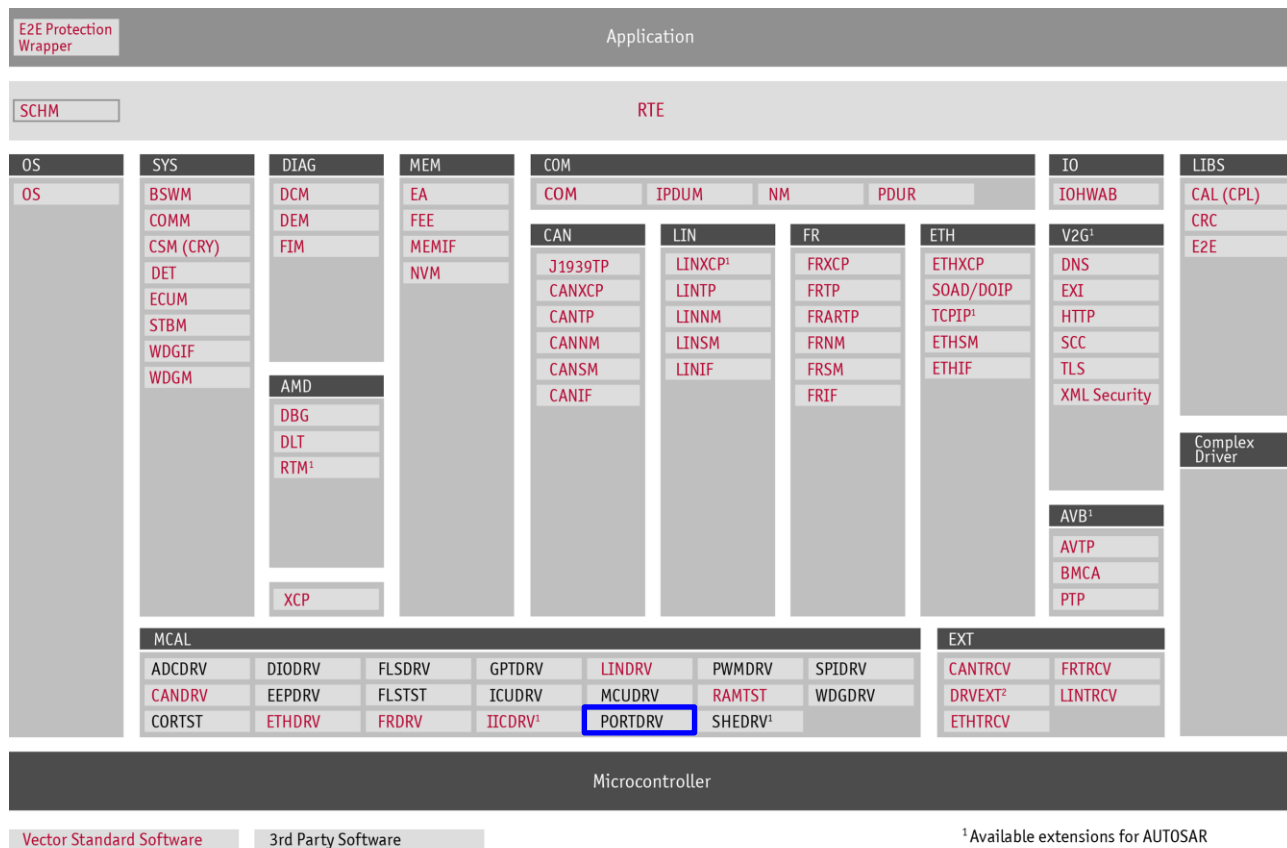 E2E Protection
Wrapper
Application
SCHM
RTE
OS
OS
SYS
BSWM
COMM
CSM (CRY)
DET
ECUM
STBM
WDGIF
WDGM
DIAG
DCM
DEM
FIM
AMD
DBG
DLT
RTM¹
XCP
MEM
EA
FEE
MEMIF
NVM
COM
COM IPDUM NM PDUR
CAN
J1939TP
CANXCP
CANTP
CANNM
CANSM
CANIF
LIN
LINXCP¹
LINTP
LINNM
LINSM
LINIF
FR
FRXCP
FRTP
FRARTP
FRNM
FRSM
FRIF
ETH
ETHXCP
SOAD/DOIP
TCPIP¹
ETHSM
ETHIF
IO
IOHWAB
V2G¹
DNS
EXI
HTTP
SCC
TLS
XML Security
AVB¹
AVTP
BMCA
PTP
LIBS
CAL (CPL)
CRC
E2E
Complex
Driver
MCAL
ADCDRV DIODRV FLSDRV GPTDRV LINDRV PWMDRV SPIDRV
CANDRV EEPDRV FLSTST ICUDRV MCUDRV RAMTST WDGDRV
CORTST ETHDRV FRDRV IICDRV¹ PORTDRV SHEDRV¹
EXT
CANTRCV FRTRCV
DRVEXT² LINTRCV
ETHTRCV
Microcontroller
Vector Standard Software 3rd Party Software
¹ Available extensions for AUTOSAR